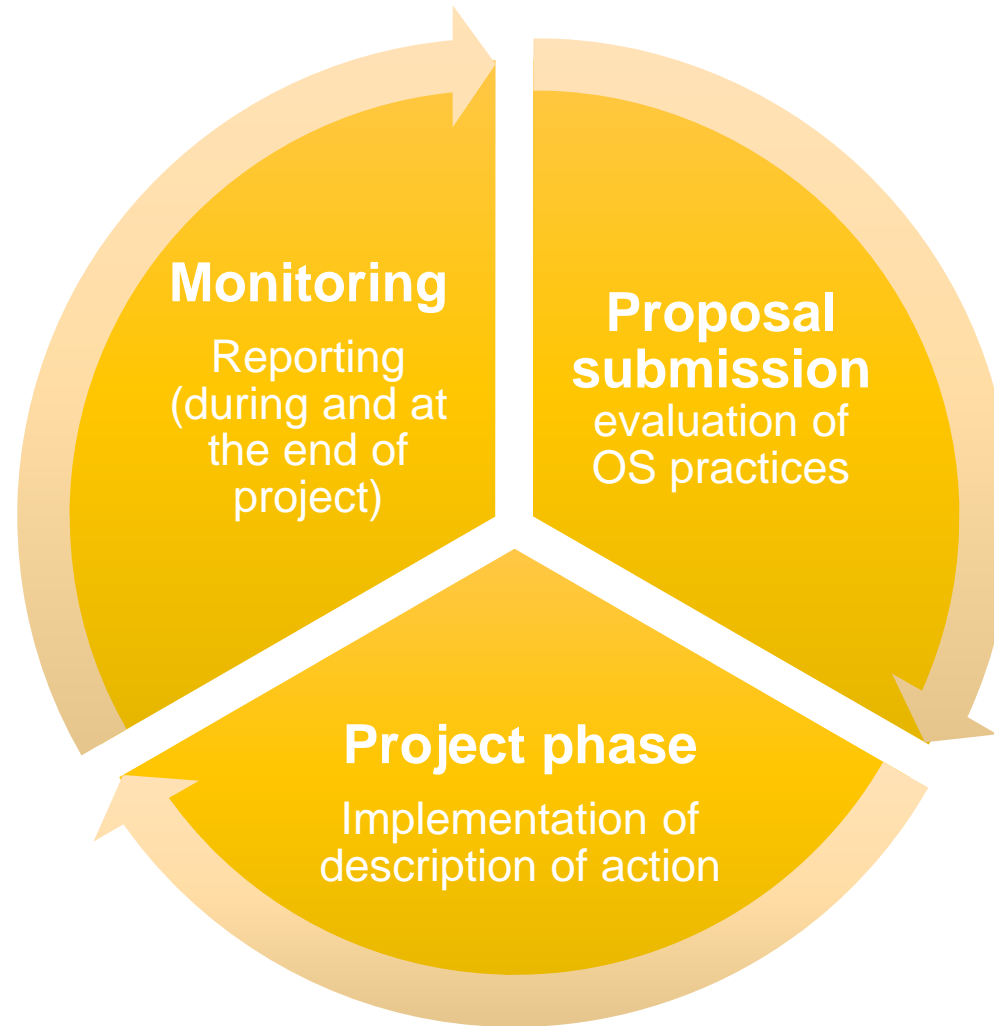 Monitoring
Reporting
(during and at
the end of
project)
Proposal
submission
evaluation of
OS practices
Project phase
Implementation of
description of action